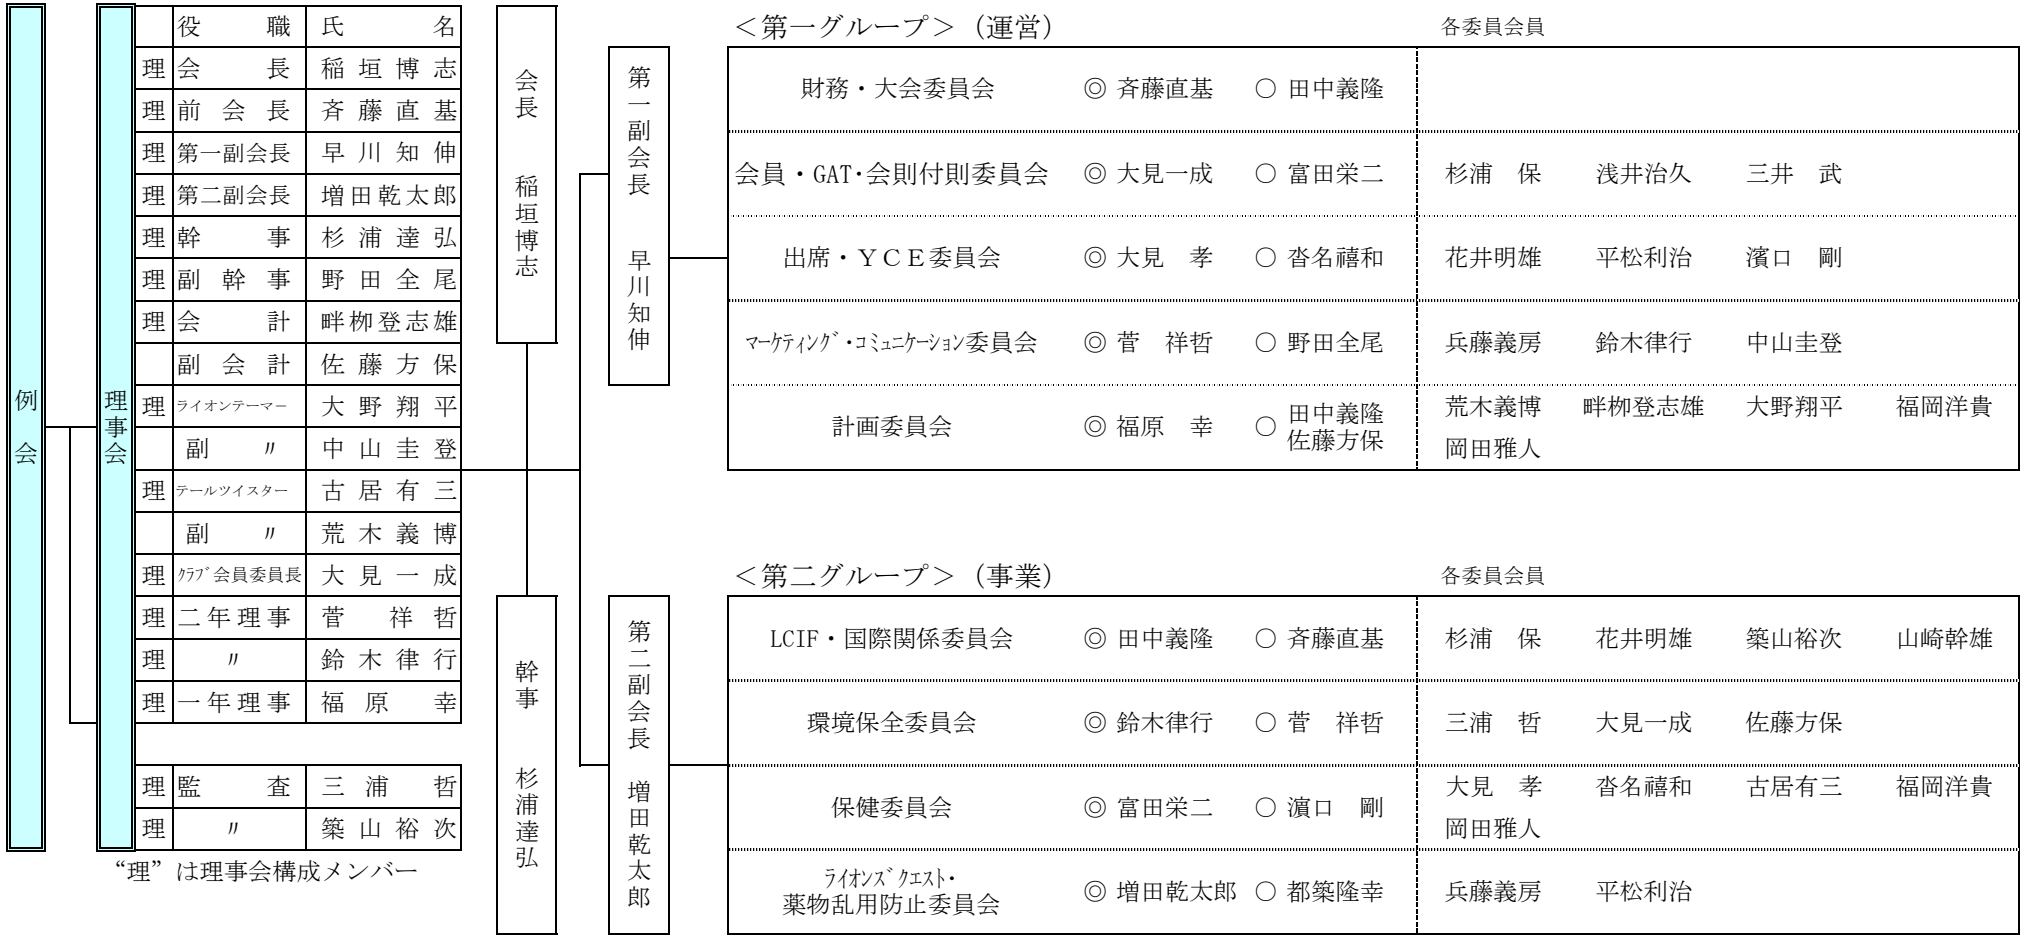 例会
理事会
役職 氏名
理 会長 稲垣博志
理 前会長 斉藤直基
理 第一副会長 早川知伸
理 第二副会長 増田乾太郎
理 幹事 杉浦達弘
理 副幹事 野田全尾
理 会計 畔栁登志雄
副会計 佐藤方保
理 ライオンテーマー 大野翔平
副 〃 中山圭登
理 テールツイスター 古居有三
副 〃 荒木義博
理 ｸﾗﾌﾞ会員委員長 大見一成
理 二年理事 菅祥哲
理 〃 鈴木律行
理 一年理事 福原幸
理 監査 三浦哲
理 〃 築山裕次
“理”は理事会構成メンバー
会長 稲垣博志
幹事 杉浦達弘
第一副会長 早川知伸
第二副会長 増田乾太郎
＜第一グループ＞（運営） 各委員会員
財務・大会委員会 ◎ 斉藤直基 ○ 田中義隆
会員・GAT･会則付則委員会 ◎ 大見一成 ○ 富田栄二 杉浦　保 浅井治久 三井　武
出席・ＹＣＥ委員会 ◎ 大見　孝 ○ 沓名禧和 花井明雄 平松利治 濱口　剛
ﾏｰｹﾃｨﾝｸﾞ･ｺﾐｭﾆｹｰｼｮﾝ委員会 ◎ 菅　祥哲 ○ 野田全尾 兵藤義房 鈴木律行 中山圭登
計画委員会 ◎ 福原　幸 ○ 田中義隆 荒木義博 畔栁登志雄 大野翔平 福岡洋貴
佐藤方保 岡田雅人
＜第二グループ＞（事業） 各委員会員
LCIF・国際関係委員会 ◎ 田中義隆 ○ 斉藤直基 杉浦　保 花井明雄 築山裕次 山崎幹雄
環境保全委員会 ◎ 鈴木律行 ○ 菅　祥哲 三浦　哲 大見一成 佐藤方保
保健委員会 ◎ 富田栄二 ○ 濵口　剛 大見　孝 沓名禧和 古居有三 福岡洋貴
岡田雅人
ﾗｲｵﾝｽﾞｸｴｽﾄ･
薬物乱用防止委員会 ◎ 増田乾太郎 ○ 都築隆幸 兵藤義房 平松利治